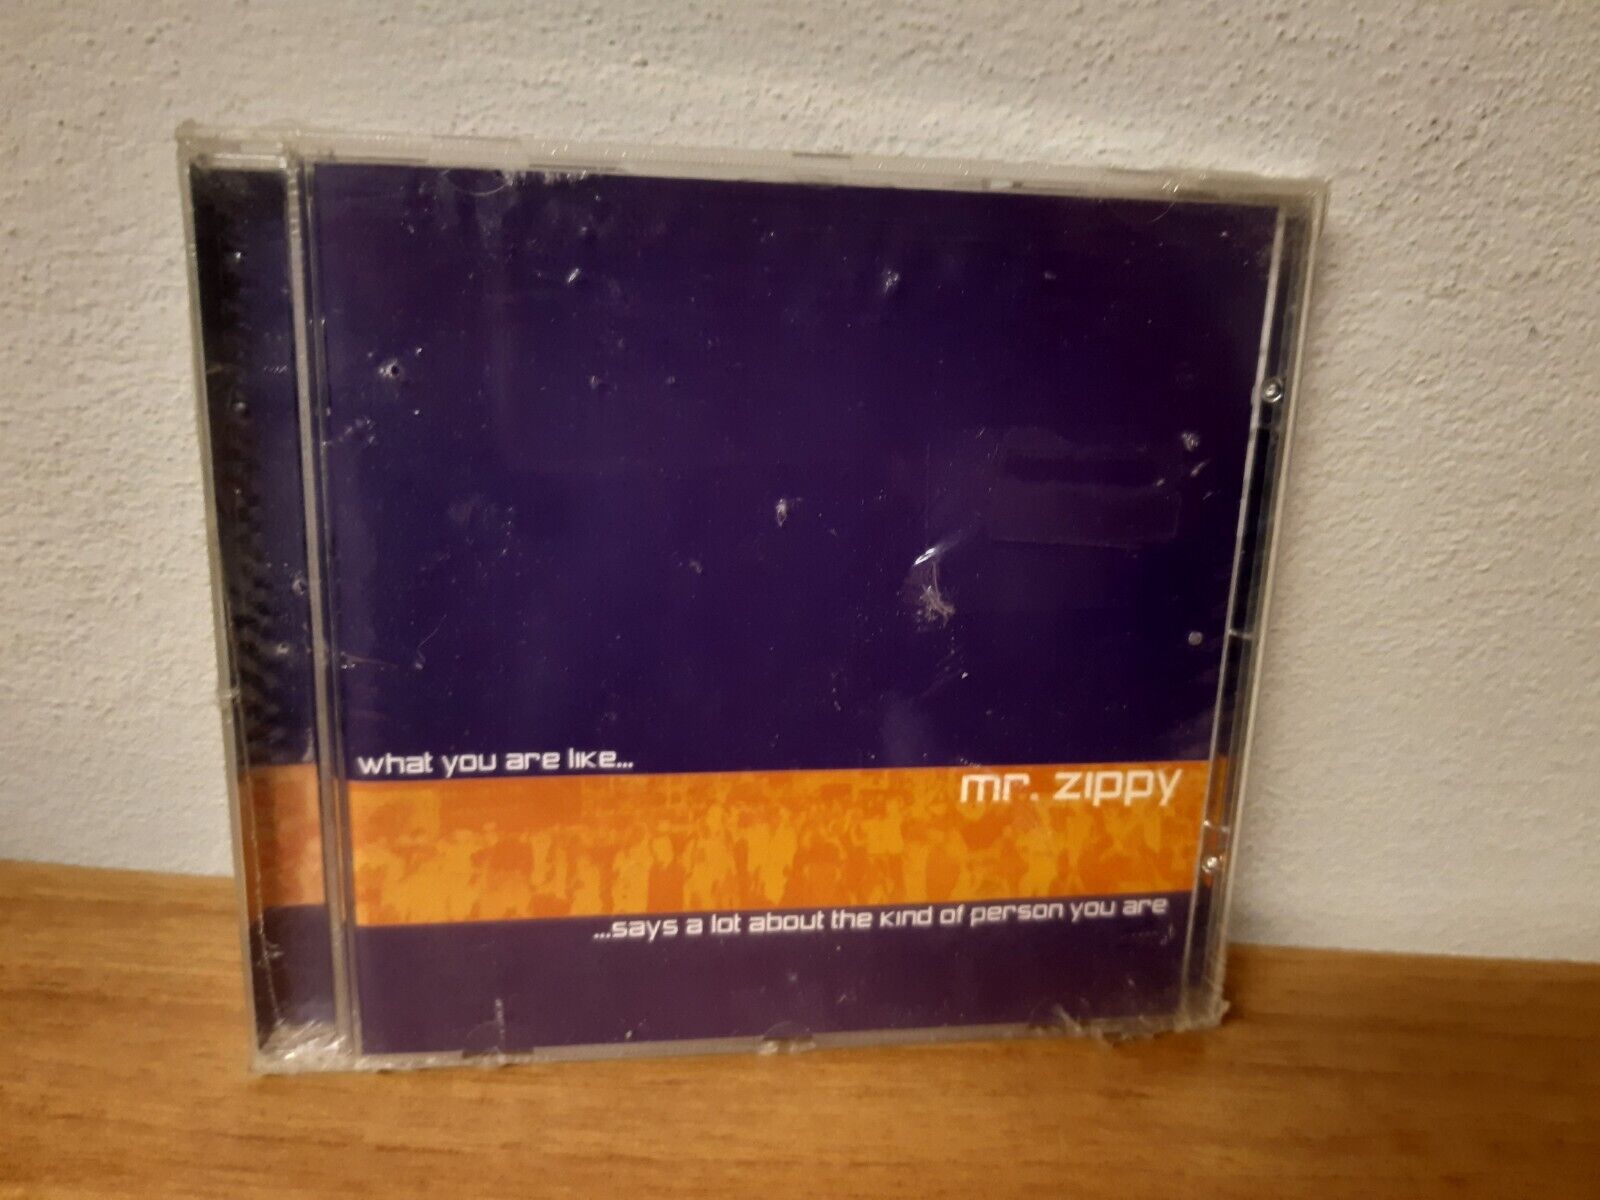 what you are like...
mr. zippy
...says a lot about the kind of person you are